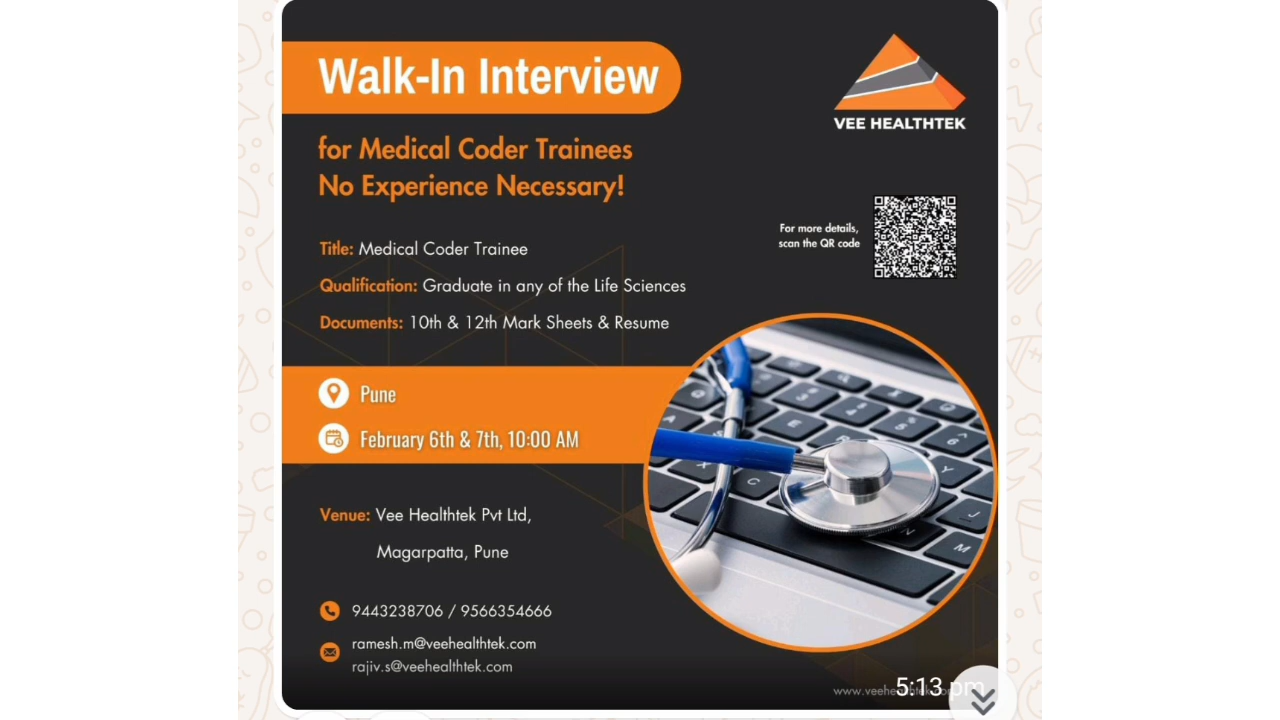 Walk-In Interview
VEE HEALTHTEK
for Medical Coder Trainees
No Experience Necessary!
For more details,
scan the QR code
Title: Medical Coder Trainee
Qualification: Graduate in any of the Life Sciences
Documents: 10th & 12th Mark Sheets & Resume
Pune
February 6th & 7th, 10:00 AM
Venue: Vee Healthtek Pvt Ltd,
Magarpatta, Pune
9443238706 / 9566354666
ramesh.m@veehealthtek.com
rajiv.s@veehealthtek.com
5:13 pm